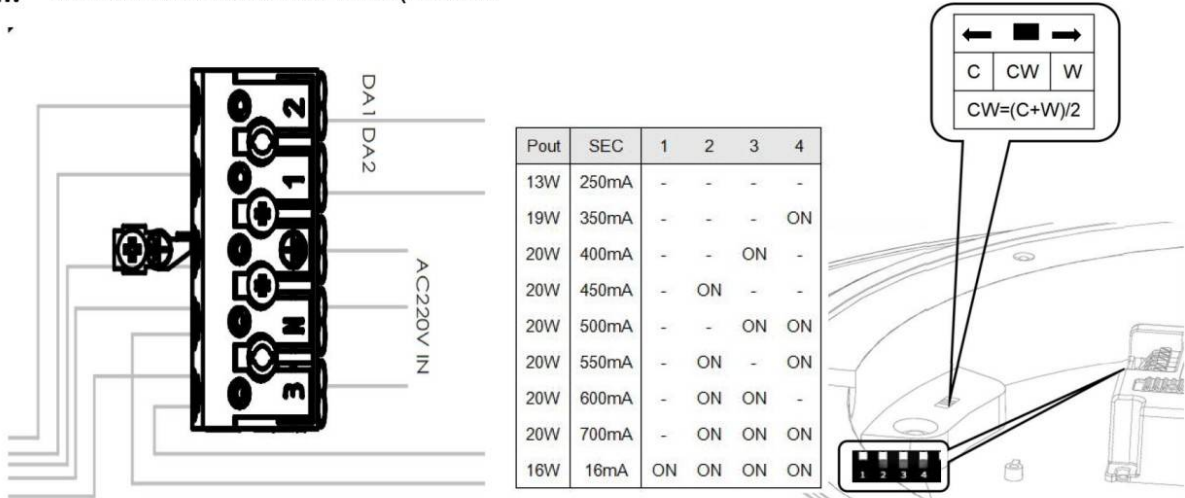 2
1
N
3
DA1 DA2
AC220V IN
Pout SEC 1 2 3 4
13W 250mA - - - -
19W 350mA - - - ON
20W 400mA - - ON -
20W 450mA - ON - -
20W 500mA - - ON ON
20W 550mA - ON - ON
20W 600mA - ON ON -
20W 700mA - ON ON ON
16W 16mA ON ON ON ON
C CW W
CW=(C+W)/2
1 2 3 4